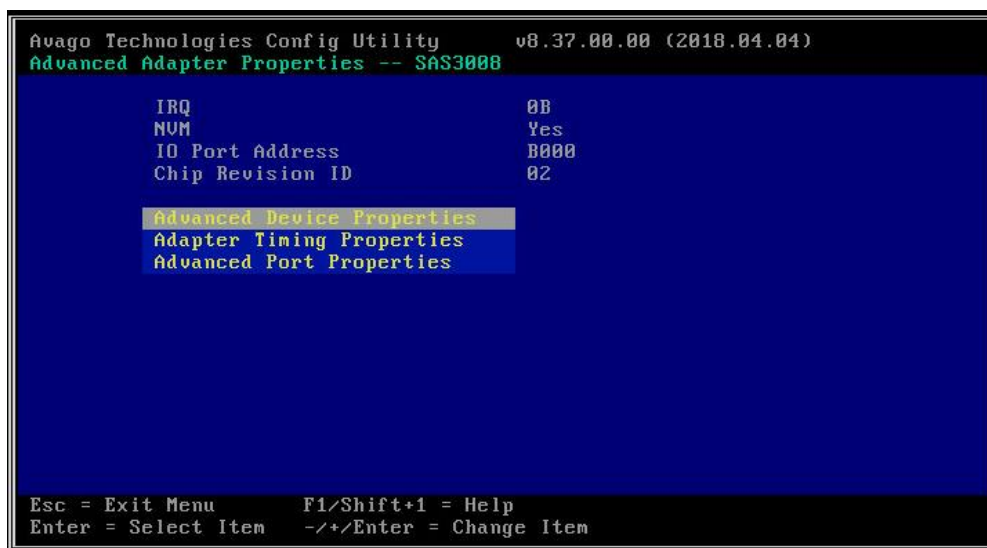 Avago Technologies Config Utility v8.37.00.00 (2018.04.04)
Advanced Adapter Properties -- SAS3008
IRQ 0B
NVM Yes
IO Port Address B000
Chip Revision ID 02
Advanced Device Properties
Adapter Timing Properties
Advanced Port Properties
Esc = Exit Menu F1/Shift+1 = Help
Enter = Select Item -/+/Enter = Change Item